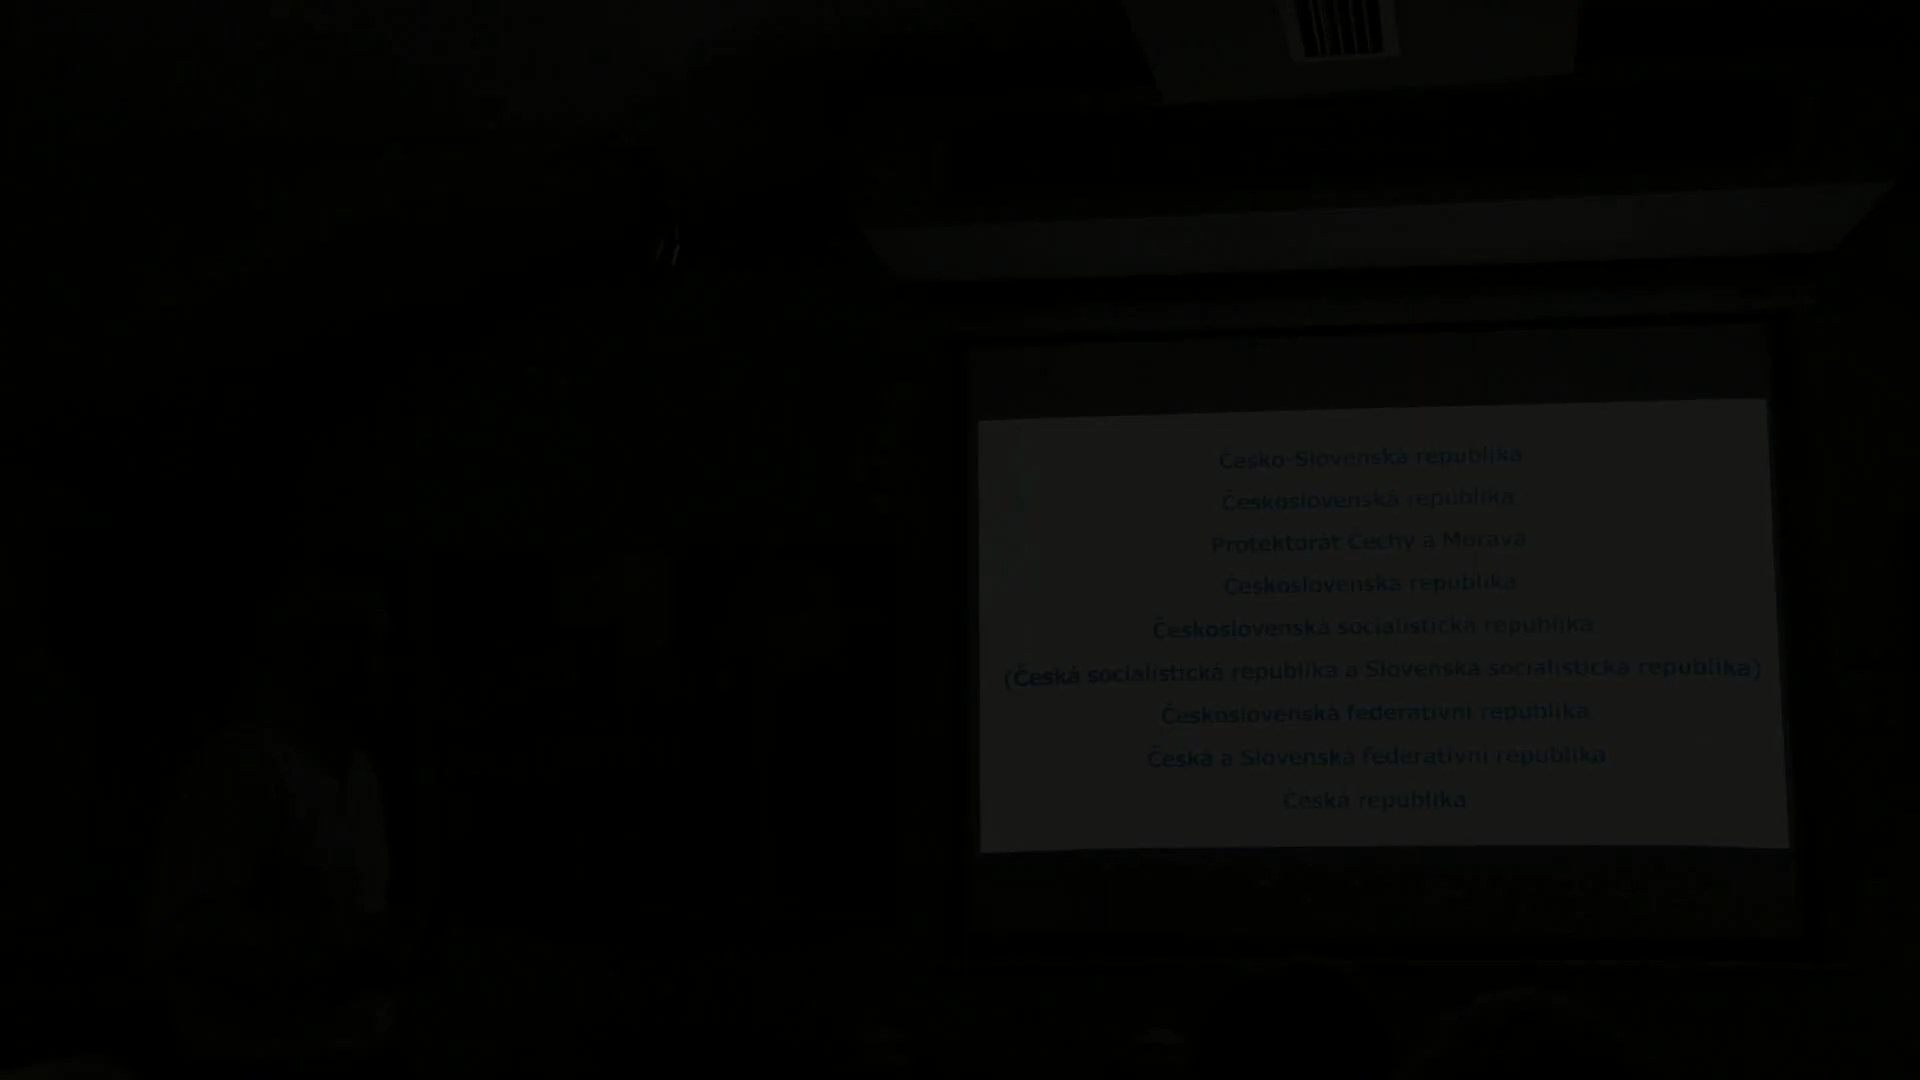 Česko-Slovenská republika
Československá republika
Protektorát Čechy a Morava
Československá republika
Československá socialistická republika
(Česká socialistická republika a Slovenská socialistická republika)
Československá federativní republika
Česká a Slovenská federativní republika
Česká republika